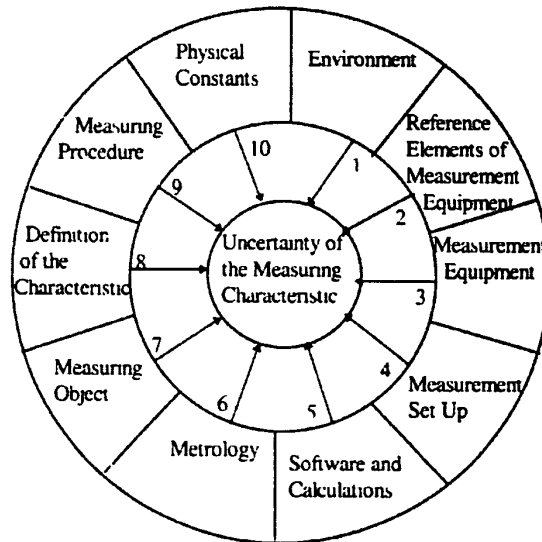 Physical
Constants
Environment
Reference
Elements of
Measurement
Equipment
Measurement
Equipment
Measurement
Set Up
Software and
Calculations
Metrology
Measuring
Object
Definition
of the
Characteristic
Measuring
Procedure
10
1
2
3
4
5
6
7
8
9
Uncertainty of
the Measuring
Characteristic